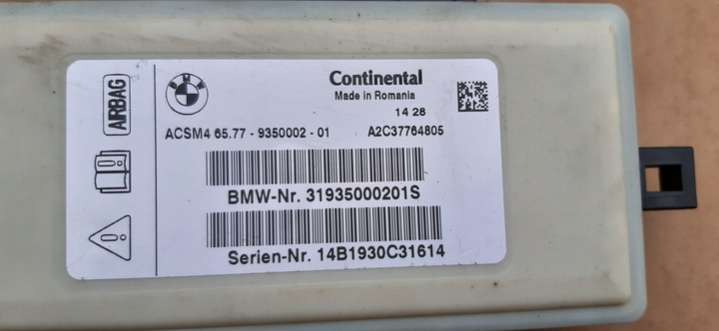 AIRBAG
Continental
Made in Romania
14 28
ACSM4 65.77 - 9350002 - 01 A2C37764805
BMW-Nr. 31935000201S
Serien-Nr. 14B1930C31614